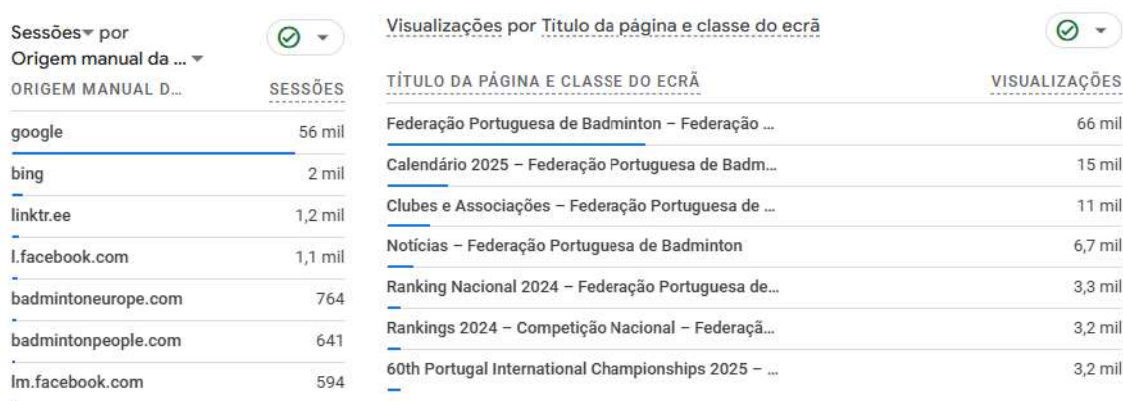 Sessões por
Origem manual da ...
ORIGEM MANUAL D... SESSÕES
google 56 mil
bing 2 mil
linktr.ee 1,2 mil
l.facebook.com 1,1 mil
badmintoneurope.com 764
badmintonpeople.com 641
lm.facebook.com 594
Visualizações por Título da página e classe do ecrã
TÍTULO DA PÁGINA E CLASSE DO ECRÃ VISUALIZAÇÕES
Federação Portuguesa de Badminton – Federação ... 66 mil
Calendário 2025 – Federação Portuguesa de Badm... 15 mil
Clubes e Associações – Federação Portuguesa de ... 11 mil
Notícias – Federação Portuguesa de Badminton 6,7 mil
Ranking Nacional 2024 – Federação Portuguesa de... 3,3 mil
Rankings 2024 – Competição Nacional – Federaçã... 3,2 mil
60th Portugal International Championships 2025 – ... 3,2 mil